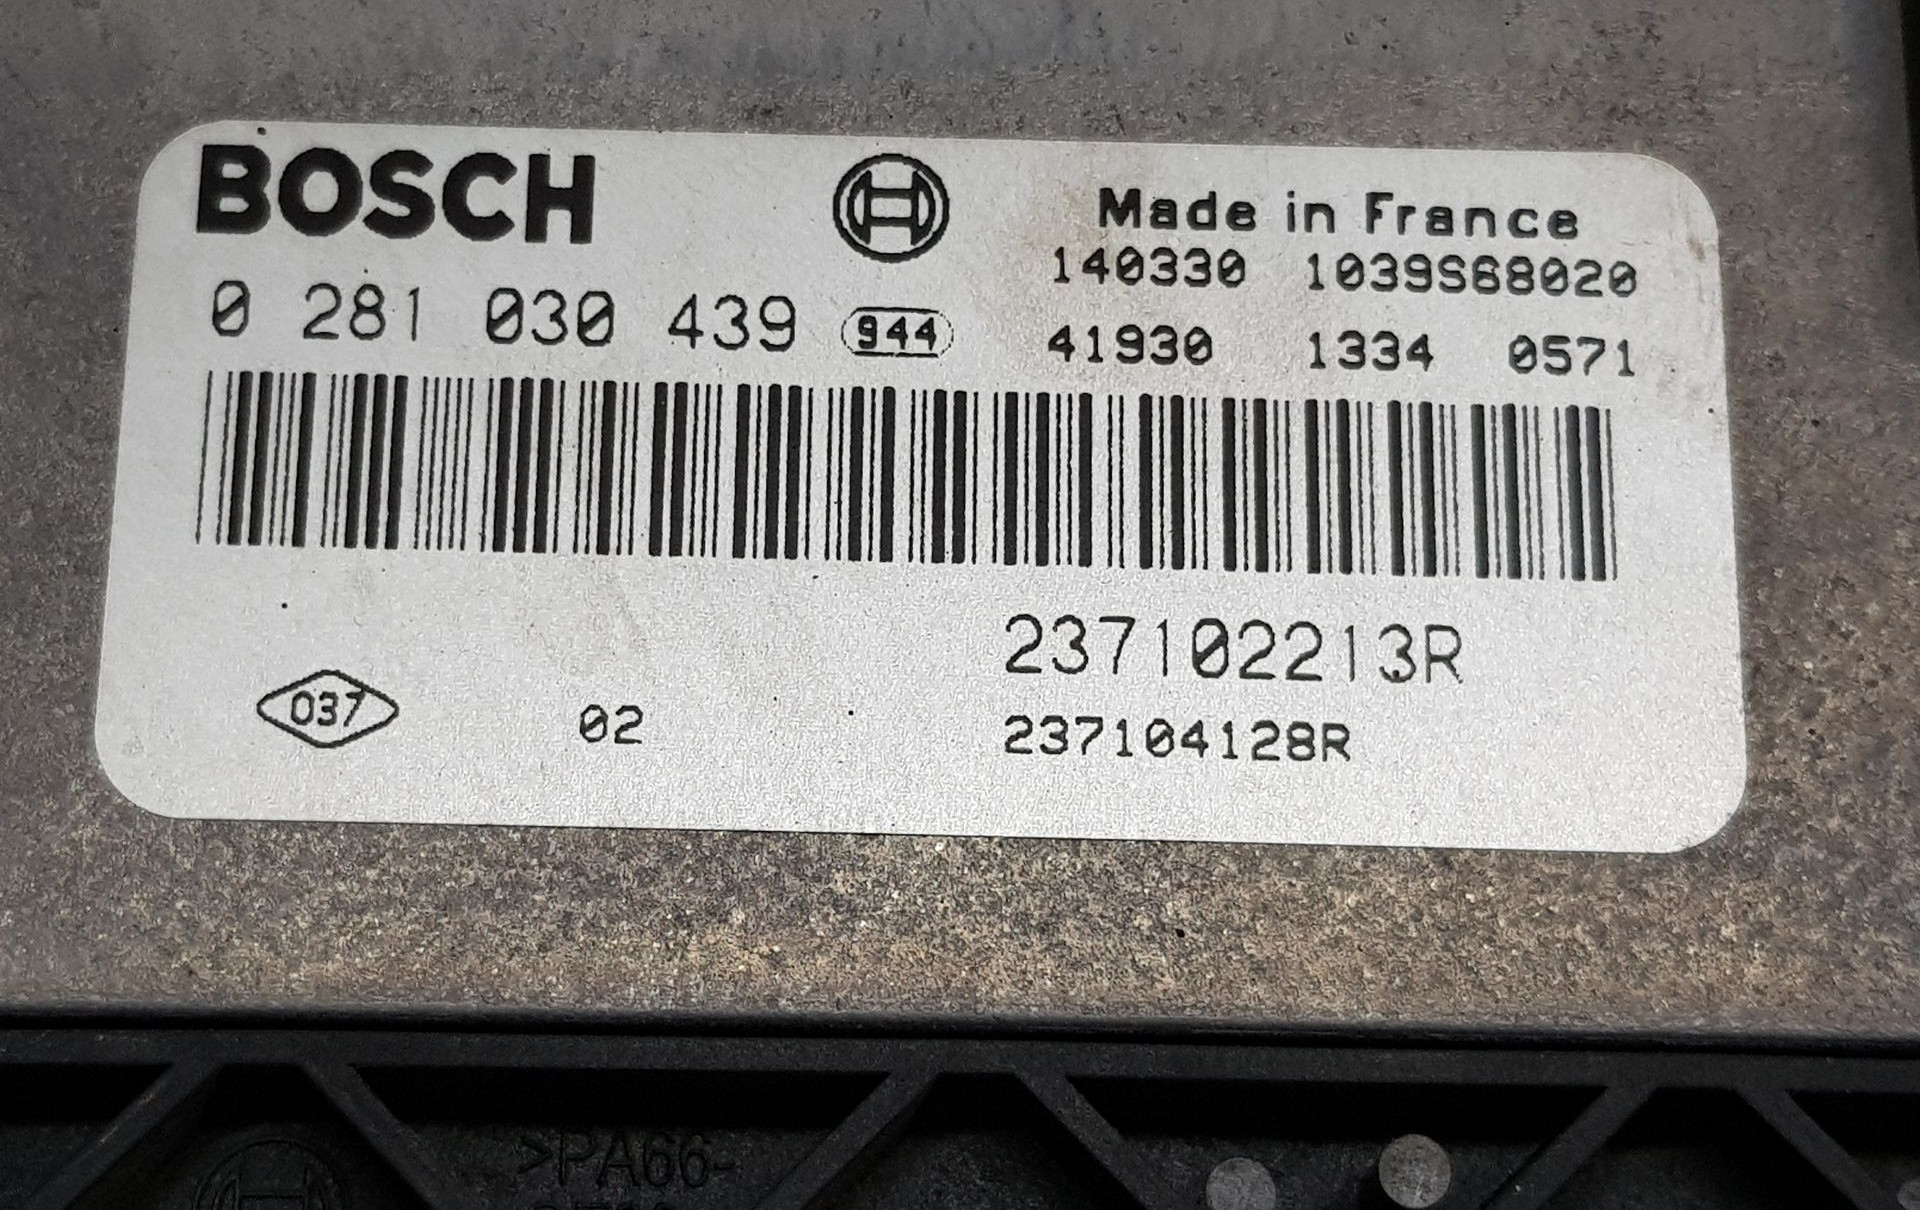 BOSCH
Made in France
140330 1039S68020
0 281 030 439 944
41930 1334 0571
237102213R
037 02 237104128R
>PA66-